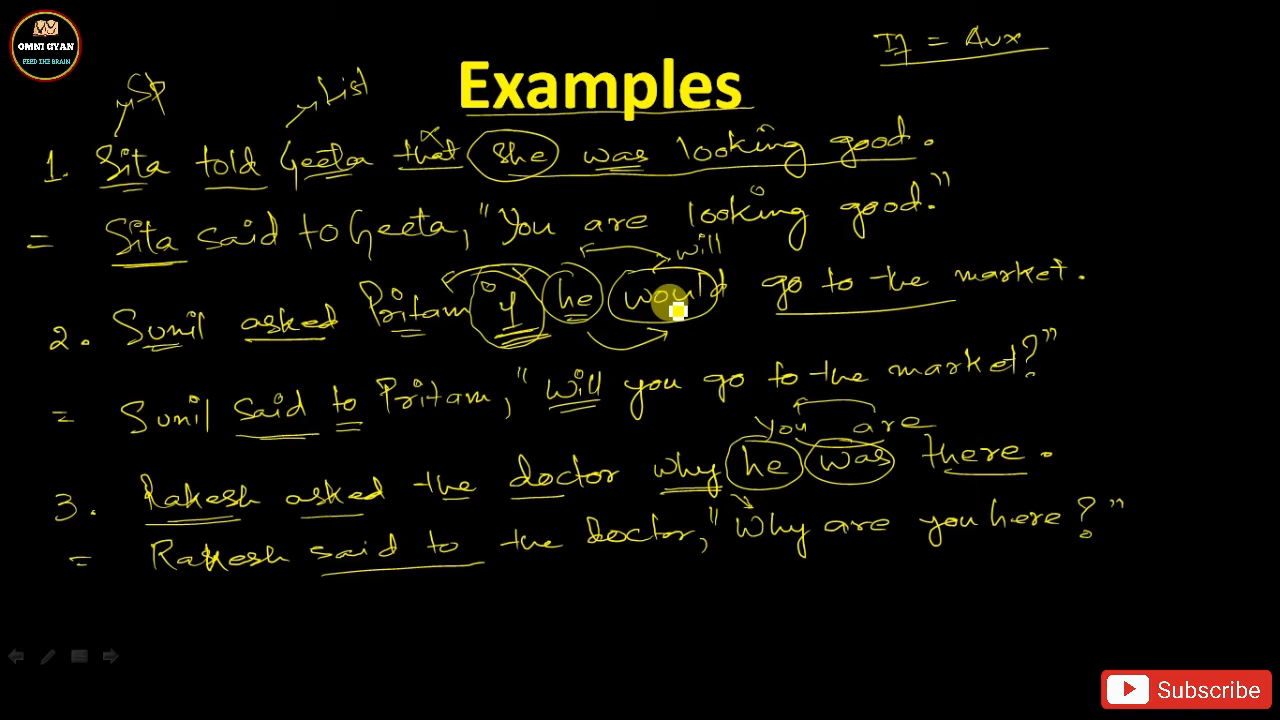 OMNI GYAN
FEED THE BRAIN
If = Aux
Examples
Sp
List
1. Sita told Geeta that she was looking good.
= Sita said to Geeta, "You are looking good."
will
2. Sunil asked Pritam if he would go to the market.
= Sunil said to Pritam, "Will you go to the market?"
you are
3. Rakesh asked the doctor why he was there.
= Rakesh said to the doctor, "Why are you here?"
Subscribe